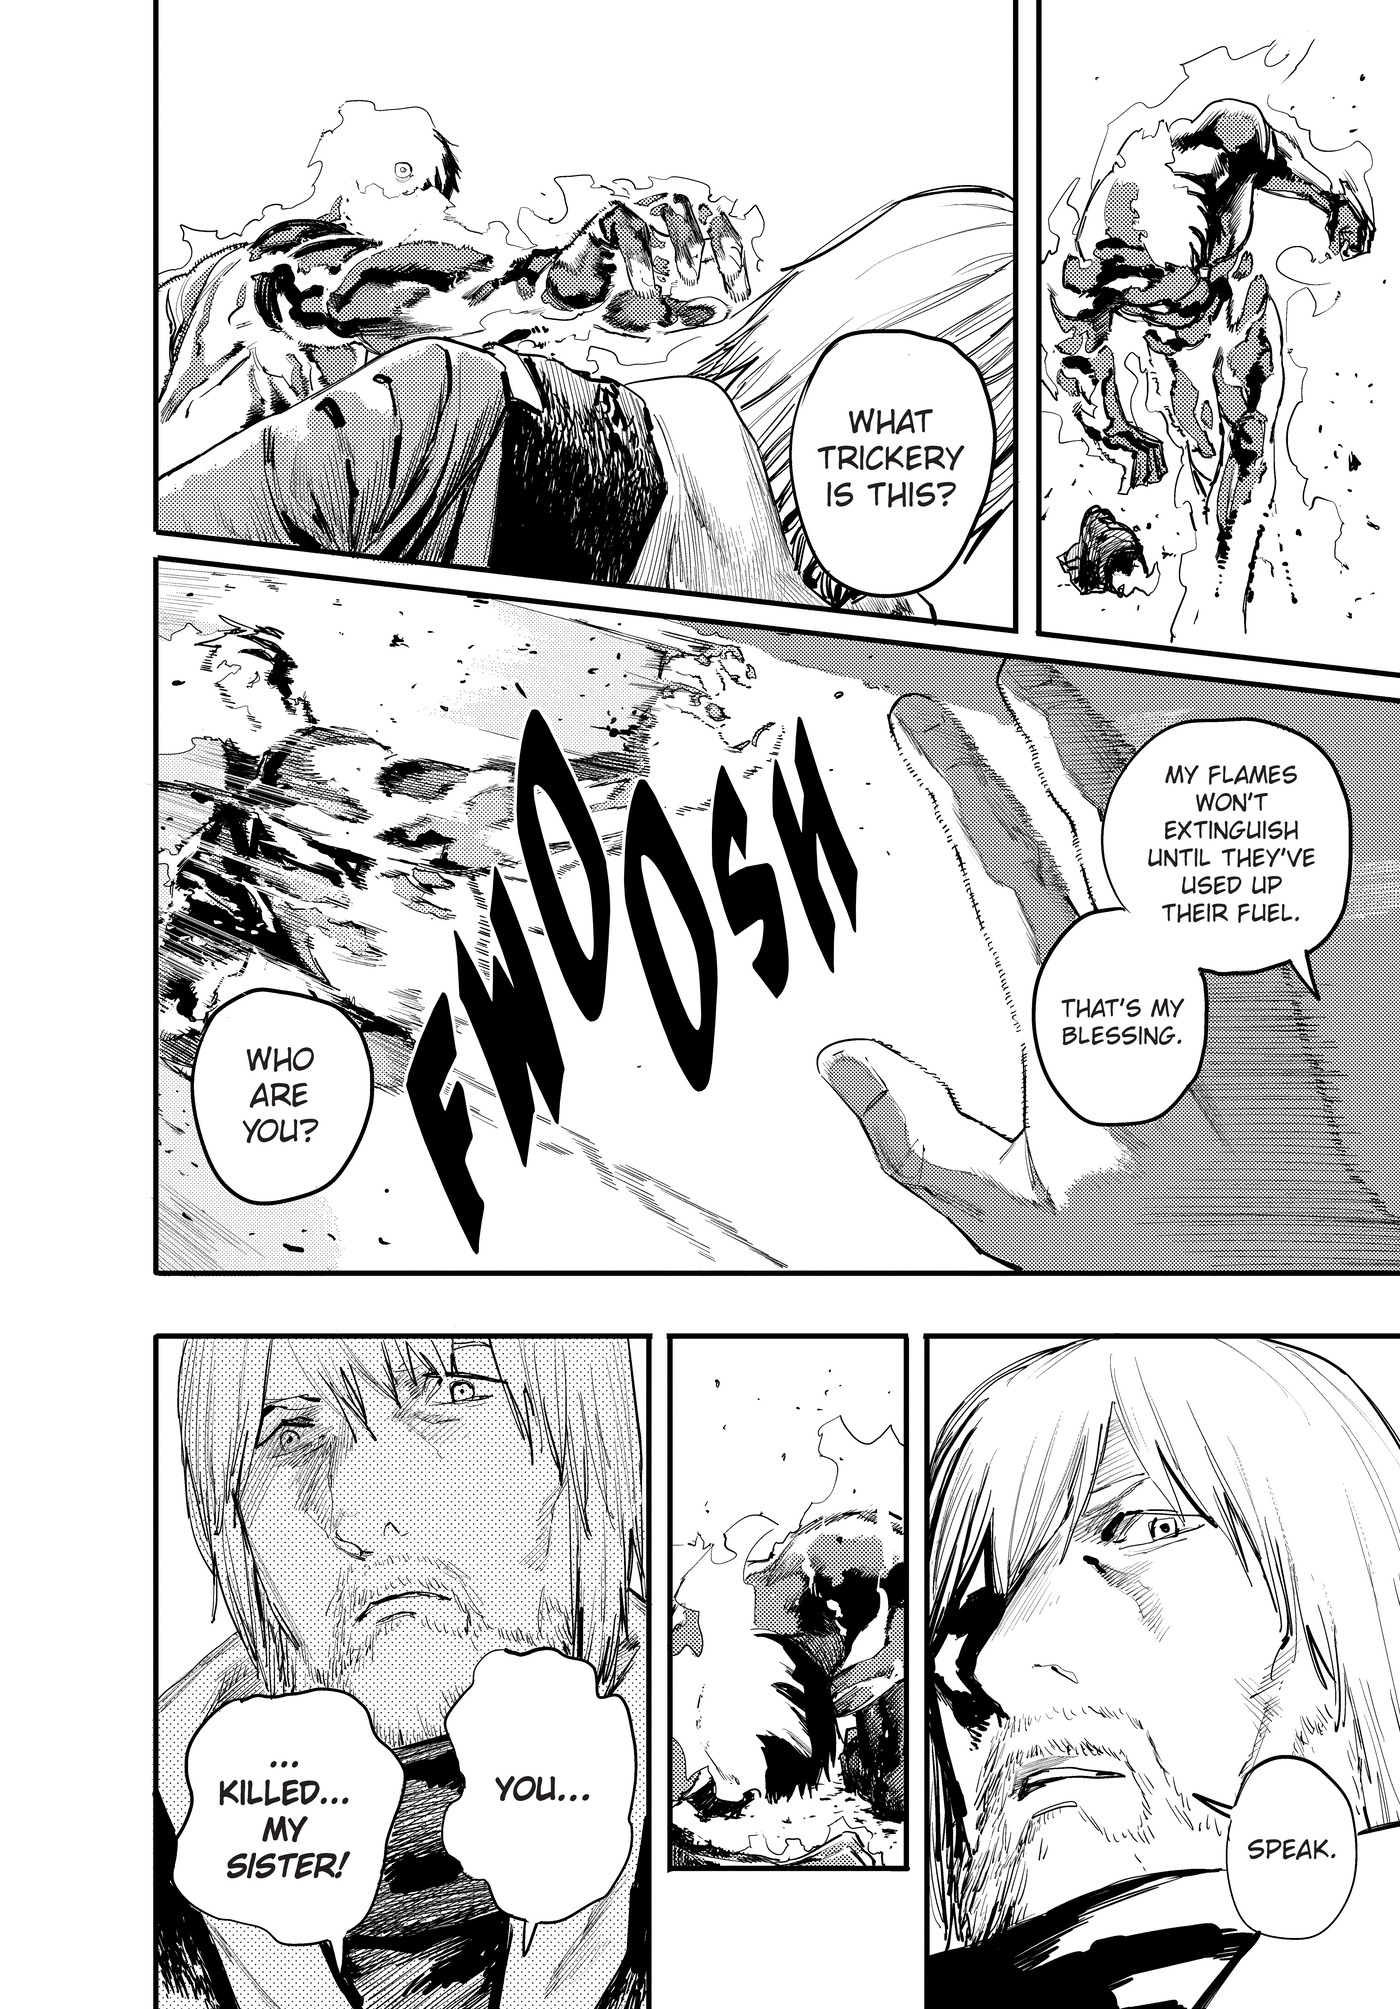 WHAT
TRICKERY
IS THIS?
MY FLAMES
WON'T
EXTINGUISH
UNTIL THEY'VE
USED UP
THEIR FUEL.
THAT'S MY
BLESSING.
FWOOSH
WHO
ARE
YOU?
SPEAK.
YOU...
...
KILLED...
MY
SISTER!